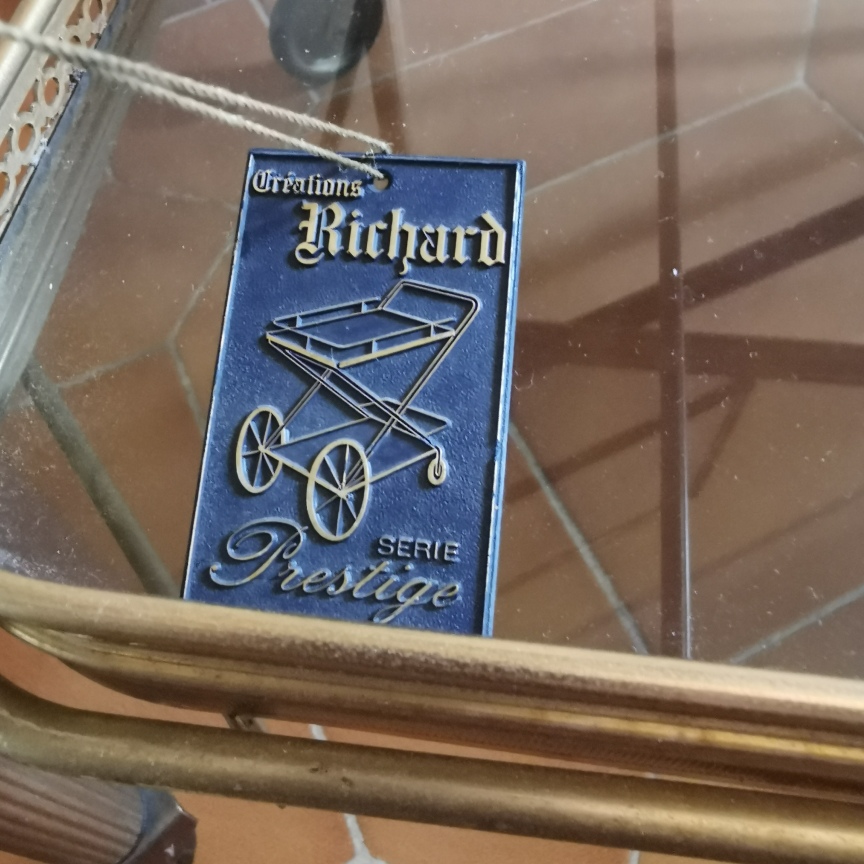 Créations
Richard
SERIE
Prestige